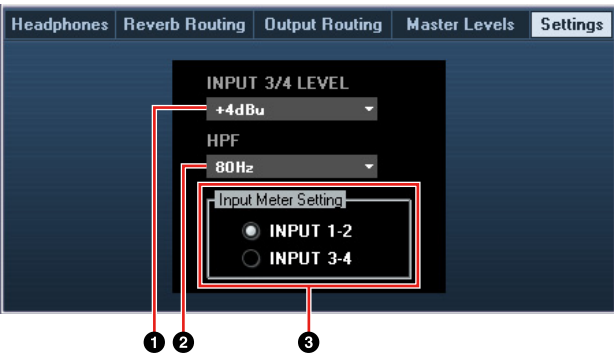 Headphones Reverb Routing Output Routing Master Levels Settings
INPUT 3/4 LEVEL
+4dBu
HPF
80Hz
Input Meter Setting
INPUT 1-2
INPUT 3-4
1 2 3